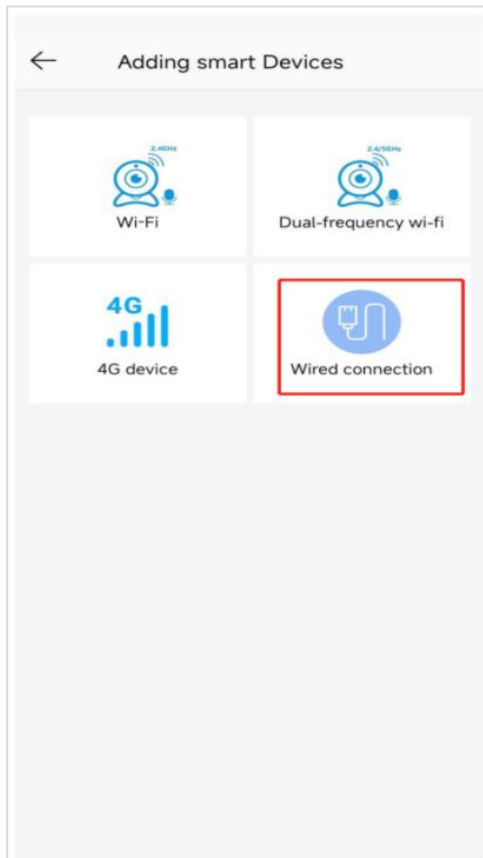 Adding smart Devices
2.4GHz
2.4/5GHz
Wi-Fi
Dual-frequency wi-fi
4G
4G device
Wired connection